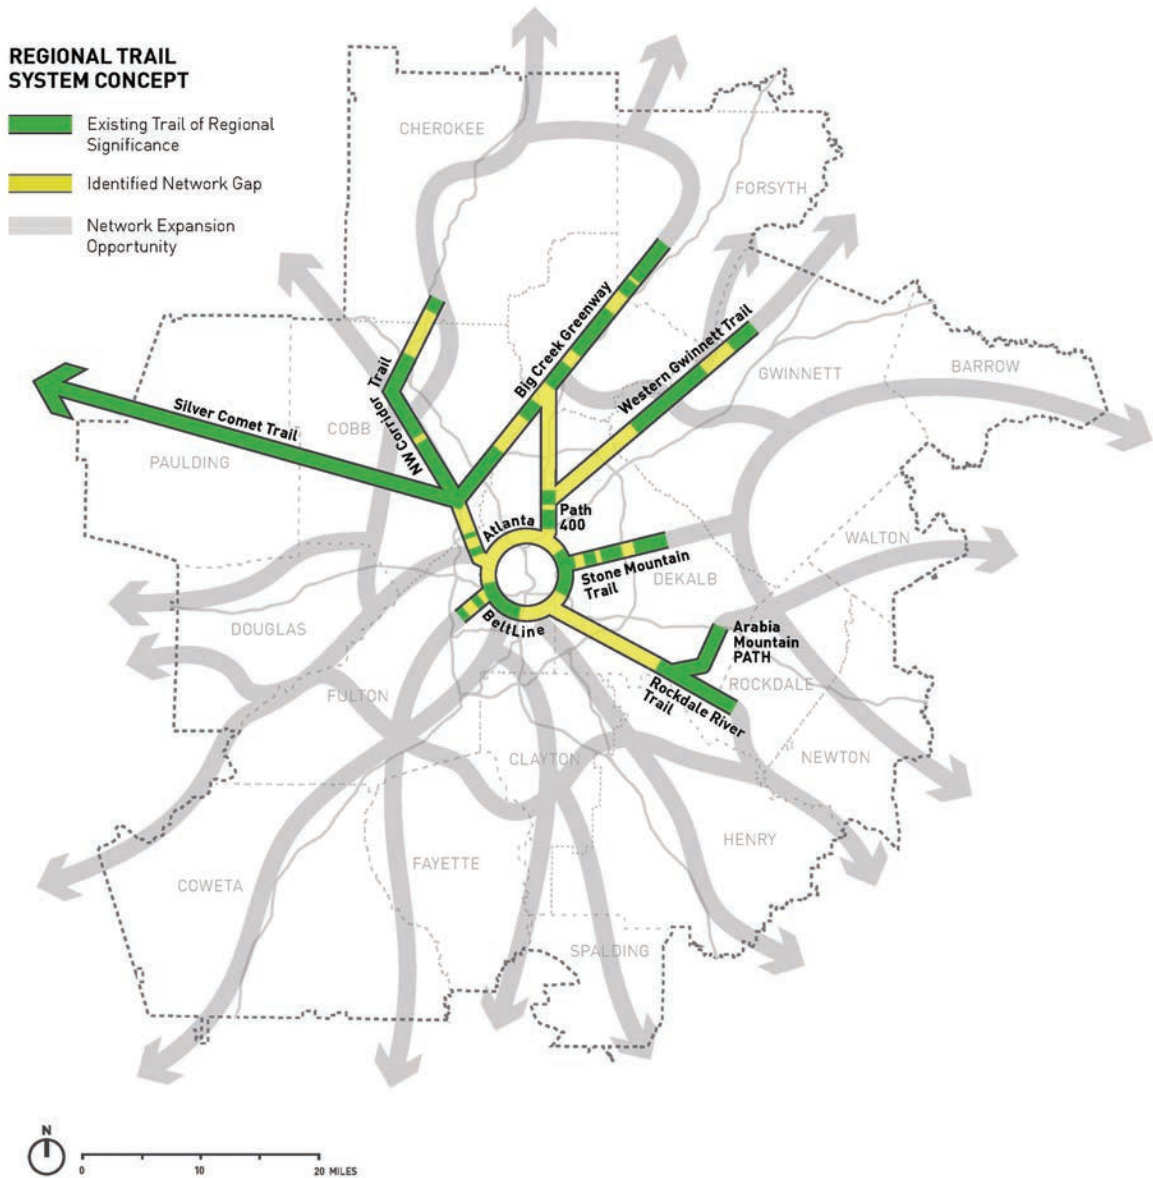 REGIONAL TRAIL
SYSTEM CONCEPT
Existing Trail of Regional
Significance
Identified Network Gap
Network Expansion
Opportunity
CHEROKEE
FORSYTH
Big Creek Greenway
Western Gwinnett Trail
NW Corridor Trail
Silver Comet Trail
BARROW
GWINNETT
COBB
PAULDING
Atlanta
Path
400
WALTON
Stone Mountain
Trail
DEKALB
BeltLine
DOUGLAS
Arabia
Mountain
PATH
ROCKDALE
Rockdale River
Trail
FULTON
CLAYTON
NEWTON
HENRY
FAYETTE
COWETA
SPALDING
N
0
10
20 MILES